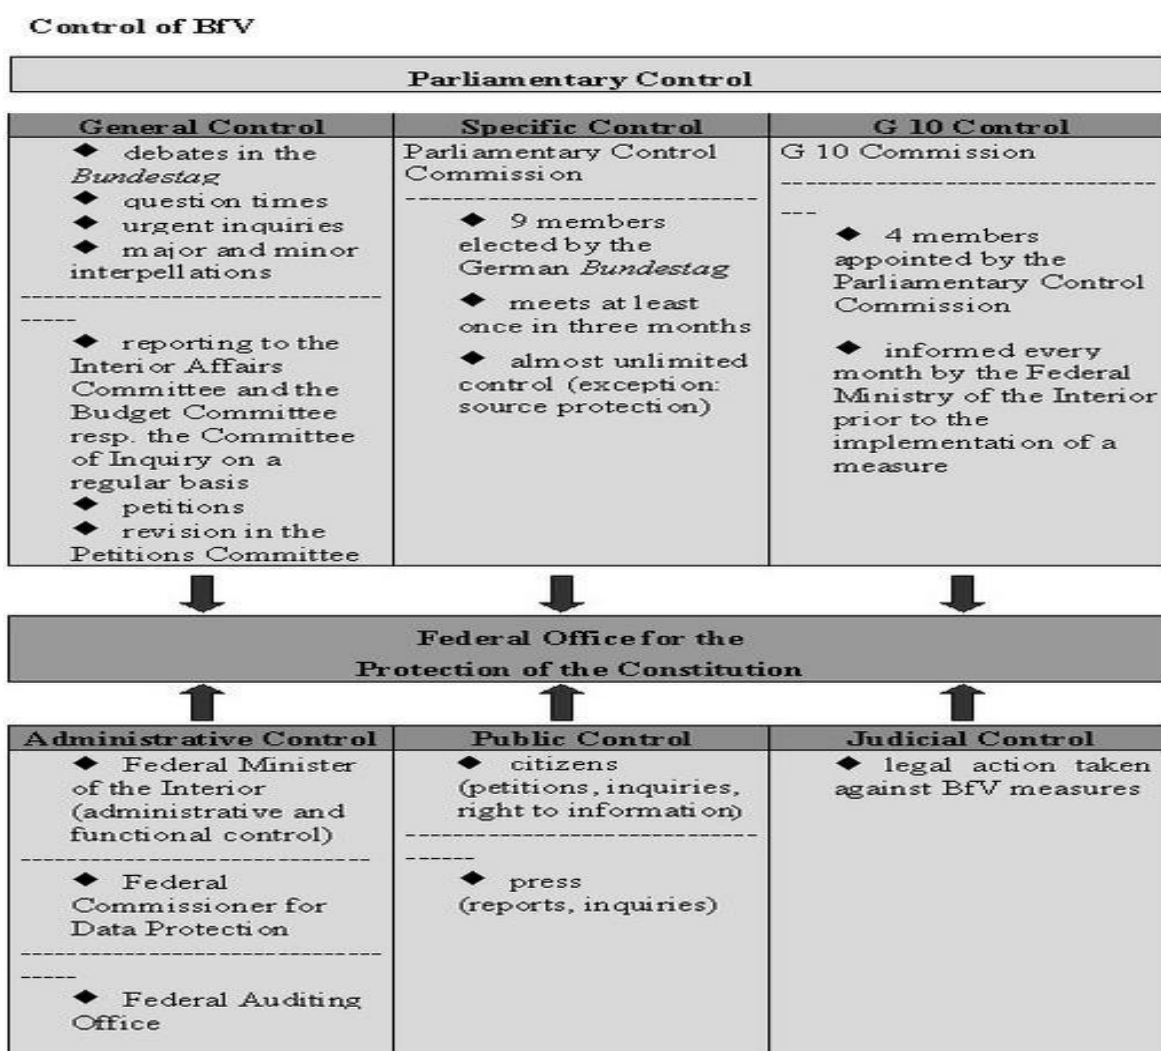 Control of BfV
Parliamentary Control
General Control
◆ debates in the
Bundestag
◆ question times
◆ urgent inquiries
◆ major and minor
interpellations
---------------------------------
-----
◆ reporting to the
Interior Affairs
Committee and the
Budget Committee
resp. the Committee
of Inquiry on a
regular basis
◆ petitions
◆ revision in the
Petitions Committee
Specific Control
Parliamentary Control
Commission
--------------------------------
◆ 9 members
elected by the
German Bundestag
◆ meets at least
once in three months
◆ almost unlimited
control (exception:
source protection)
G 10 Control
G 10 Commission
----------------------------------
---
◆ 4 members
appointed by the
Parliamentary Control
Commission
◆ informed every
month by the Federal
Ministry of the Interior
prior to the
implementation of a
measure
Federal Office for the
Protection of the Constitution
Administrative Control
◆ Federal Minister
of the Interior
(administrative and
functional control)
--------------------------------
◆ Federal
Commissioner for
Data Protection
---------------------------------
-----
◆ Federal Auditing
Office
Public Control
◆ citizens
(petitions, inquiries,
right to information)
--------------------------------
------
◆ press
(reports, inquiries)
Judicial Control
◆ legal action taken
against BfV measures